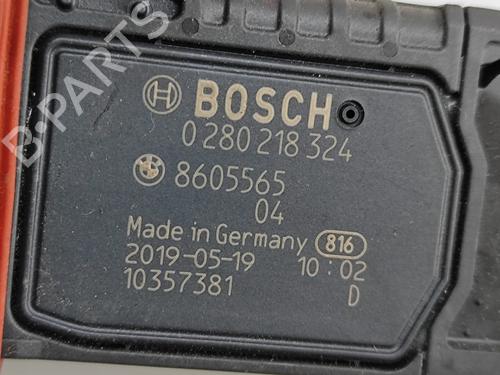 BOSCH
0 280 218 324
8605565
04
Made in Germany 816
2019-05-19 10:02
10357381 D
B-PARTS